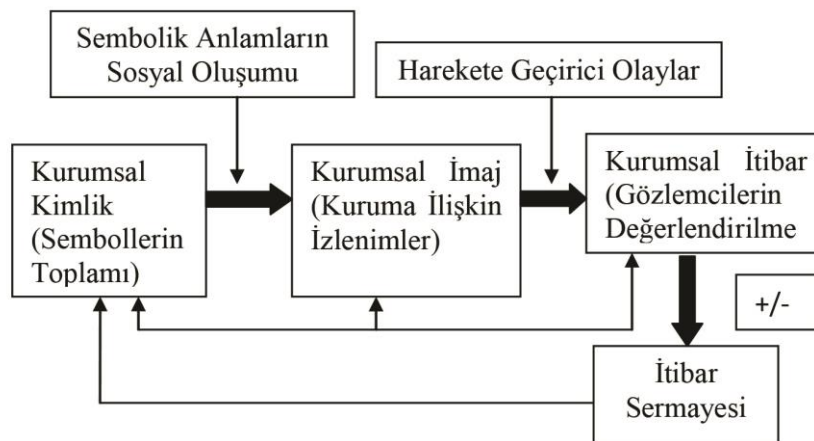 Sembolik Anlamların
Sosyal Oluşumu
Harekete Geçirici Olaylar
Kurumsal
Kimlik
(Sembollerin
Toplamı)
Kurumsal İmaj
(Kuruma İlişkin
İzlenimler)
Kurumsal İtibar
(Gözlemcilerin
Değerlendirilme
+/-
İtibar
Sermayesi